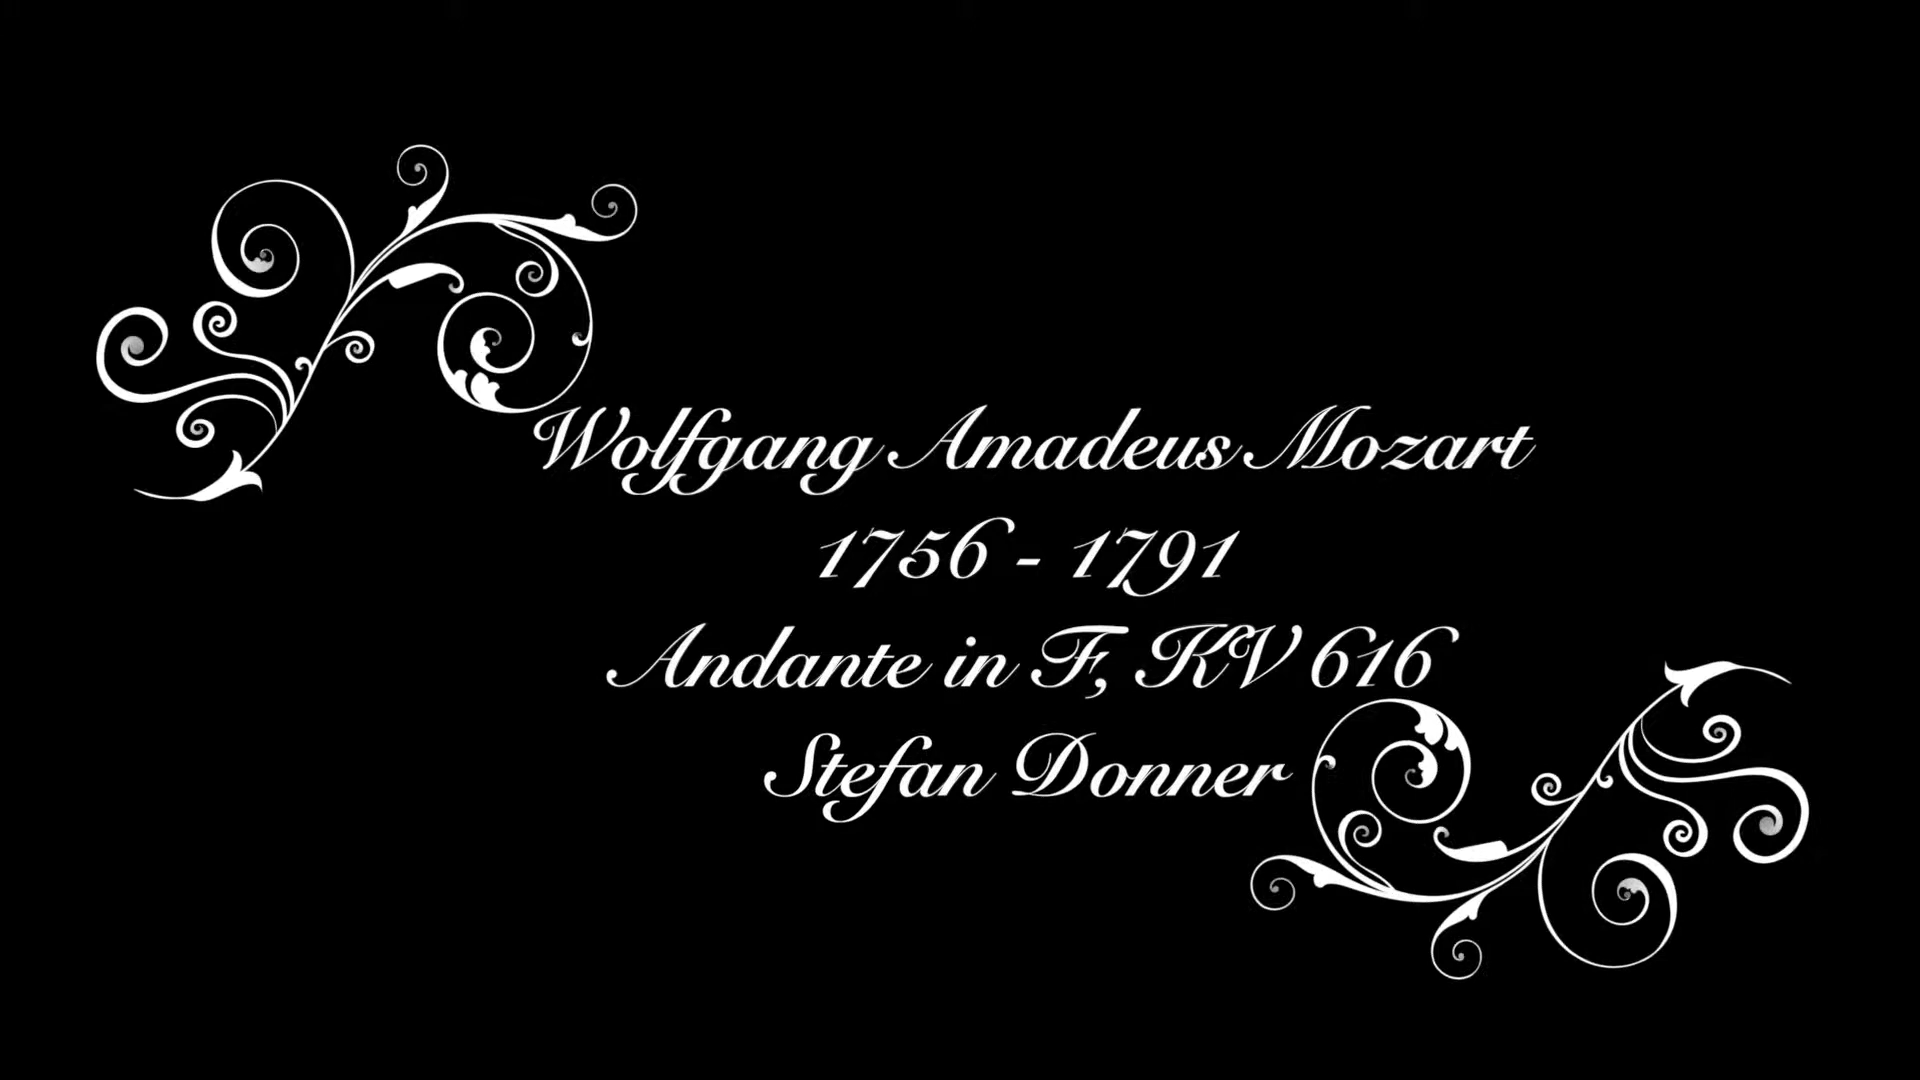 Wolfgang Amadeus Mozart
1756 - 1791
Andante in F, KV 616
Stefan Donner